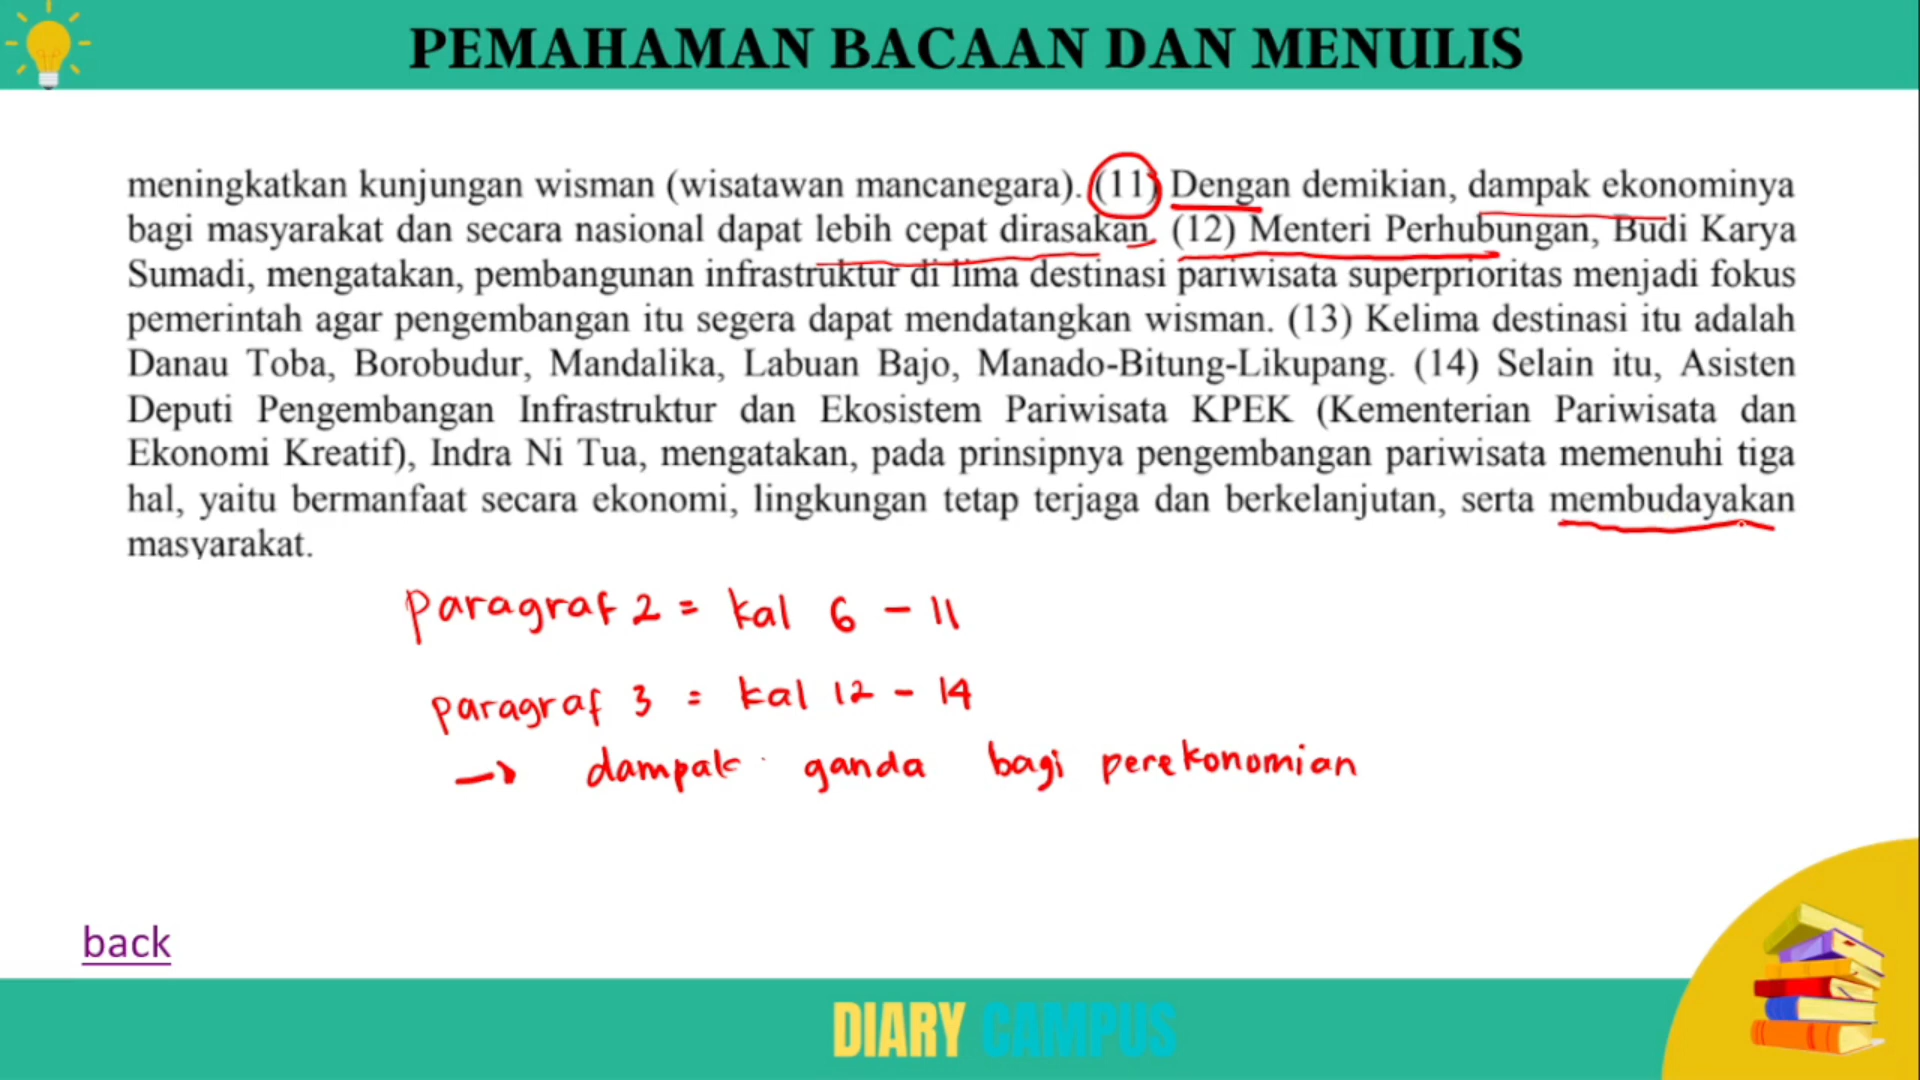 PEMAHAMAN BACAAN DAN MENULIS
meningkatkan kunjungan wisman (wisatawan mancanegara). (11) Dengan demikian, dampak ekonominya
bagi masyarakat dan secara nasional dapat lebih cepat dirasakan. (12) Menteri Perhubungan, Budi Karya
Sumadi, mengatakan, pembangunan infrastruktur di lima destinasi pariwisata superprioritas menjadi fokus
pemerintah agar pengembangan itu segera dapat mendatangkan wisman. (13) Kelima destinasi itu adalah
Danau Toba, Borobudur, Mandalika, Labuan Bajo, Manado-Bitung-Likupang. (14) Selain itu, Asisten
Deputi Pengembangan Infrastruktur dan Ekosistem Pariwisata KPEK (Kementerian Pariwisata dan
Ekonomi Kreatif), Indra Ni Tua, mengatakan, pada prinsipnya pengembangan pariwisata memenuhi tiga
hal, yaitu bermanfaat secara ekonomi, lingkungan tetap terjaga dan berkelanjutan, serta membudayakan
masyarakat.
paragraf 2 = kal 6 - 11
paragraf 3 = kal 12 - 14
→ dampak ganda bagi perekonomian
back
DIARY CAMPUS